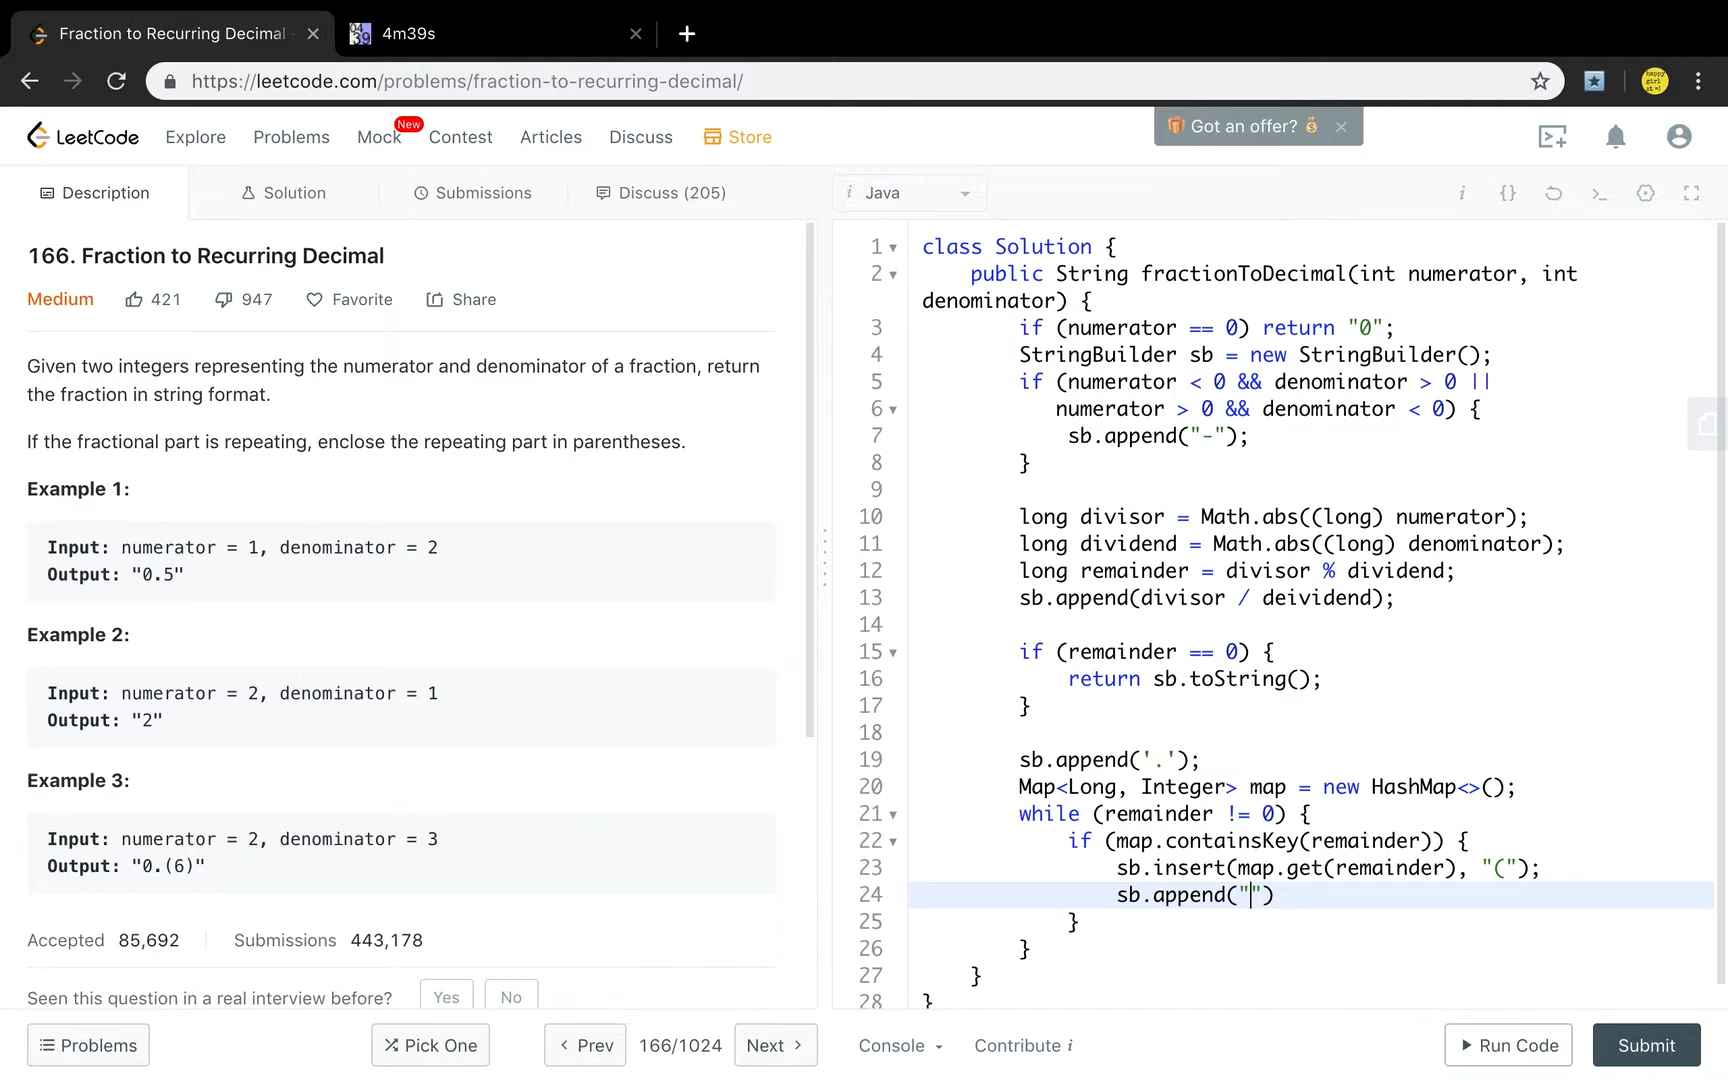 Fraction to Recurring Decimal
4m39s
https://leetcode.com/problems/fraction-to-recurring-decimal/
LeetCode
Explore
Problems
Mock
New
Contest
Articles
Discuss
Store
Got an offer?
Description
Solution
Submissions
Discuss (205)
i Java
166. Fraction to Recurring Decimal
Medium
421
947
Favorite
Share
Given two integers representing the numerator and denominator of a fraction, return
the fraction in string format.
If the fractional part is repeating, enclose the repeating part in parentheses.
Example 1:
Input: numerator = 1, denominator = 2
Output: "0.5"
Example 2:
Input: numerator = 2, denominator = 1
Output: "2"
Example 3:
Input: numerator = 2, denominator = 3
Output: "0.(6)"
Accepted 85,692
Submissions 443,178
Seen this question in a real interview before?
Yes
No
1 class Solution {
2     public String fractionToDecimal(int numerator, int
denominator) {
3         if (numerator == 0) return "0";
4         StringBuilder sb = new StringBuilder();
5         if (numerator < 0 && denominator > 0 ||
6            numerator > 0 && denominator < 0) {
7             sb.append("-");
8         }
9
10         long divisor = Math.abs((long) numerator);
11         long dividend = Math.abs((long) denominator);
12         long remainder = divisor % dividend;
13         sb.append(divisor / deividend);
14
15         if (remainder == 0) {
16             return sb.toString();
17         }
18
19         sb.append('.');
20         Map<Long, Integer> map = new HashMap<>();
21         while (remainder != 0) {
22             if (map.containsKey(remainder)) {
23                 sb.insert(map.get(remainder), "(");
24                 sb.append("")
25             }
26         }
27     }
28 }
Problems
Pick One
Prev
166/1024
Next
Console
Contribute i
Run Code
Submit